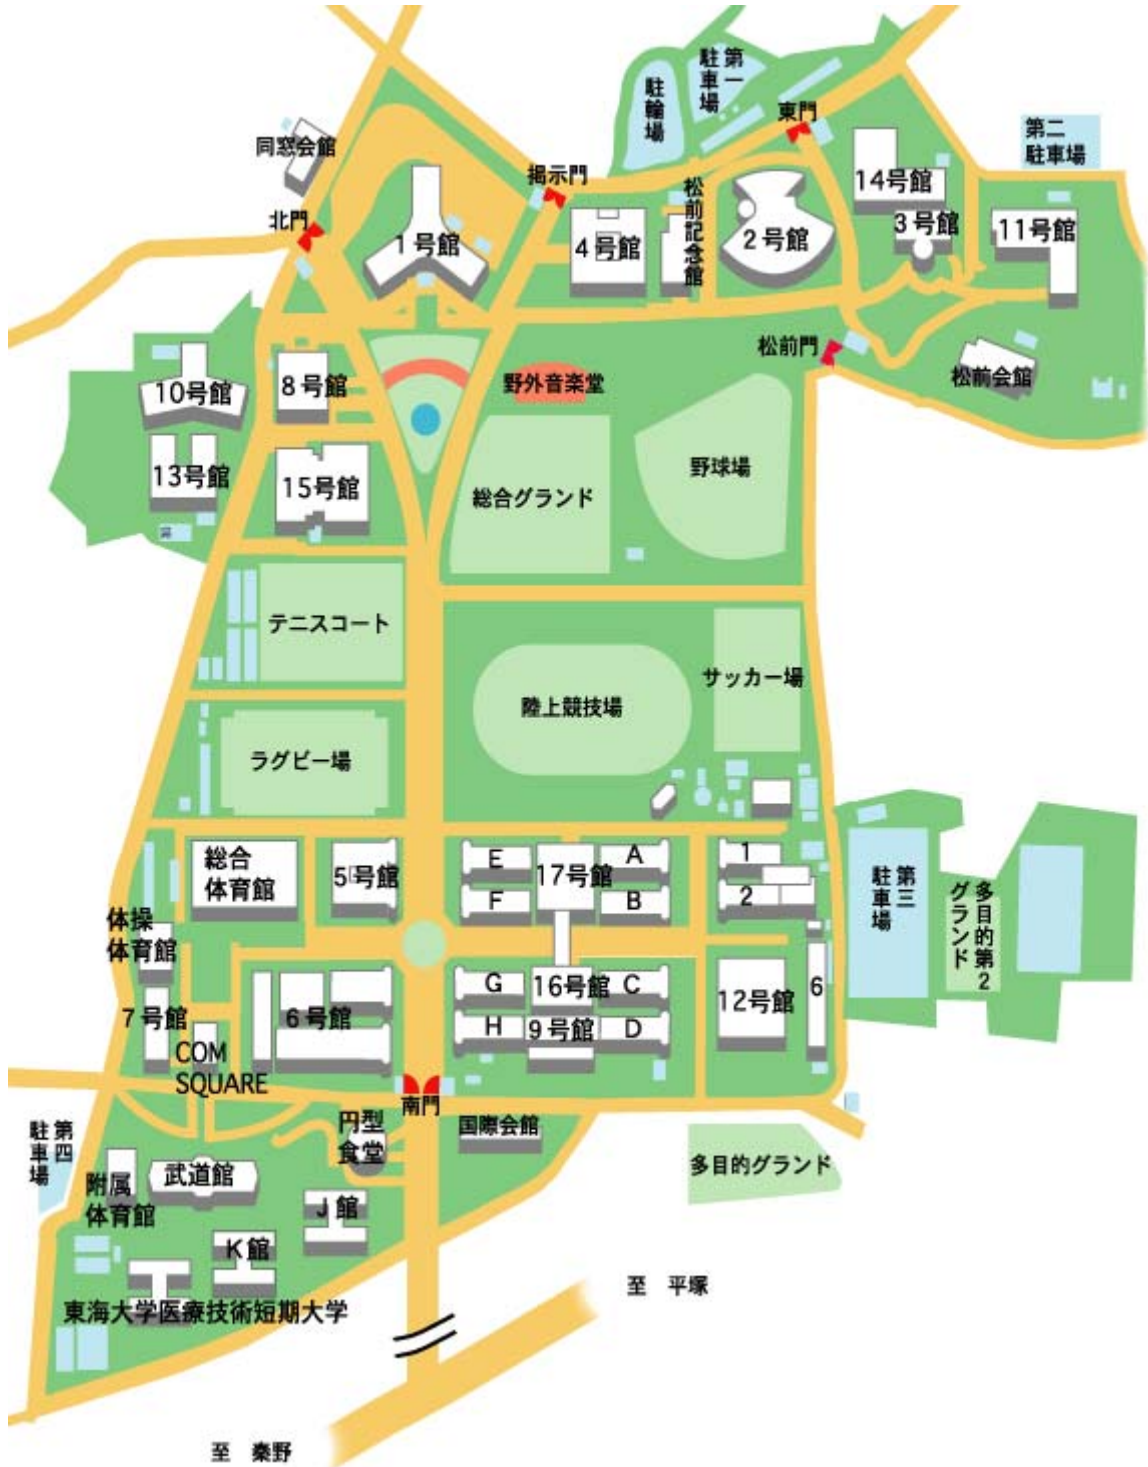 第一
駐車場
駐輪場
東門
第二
駐車場
同窓会館
掲示門
北門
松前記念館
14号館
3号館
11号館
1号館
4号館
2号館
松前門
松前会館
10号館
8号館
野外音楽堂
13号館
15号館
総合グランド
野球場
テニスコート
サッカー場
陸上競技場
ラグビー場
総合
体育館
5号館
E
17号館
A
1
F
B
2
第三
駐車場
多目的第2
グランド
体操
体育館
G
16号館
C
12号館
6
7号館
6号館
H
9号館
D
COM
SQUARE
南門
円型
食堂
国際会館
第四
駐車場
附属
体育館
武道館
多目的グランド
J館
K館
東海大学医療技術短期大学
至 平塚
至 秦野